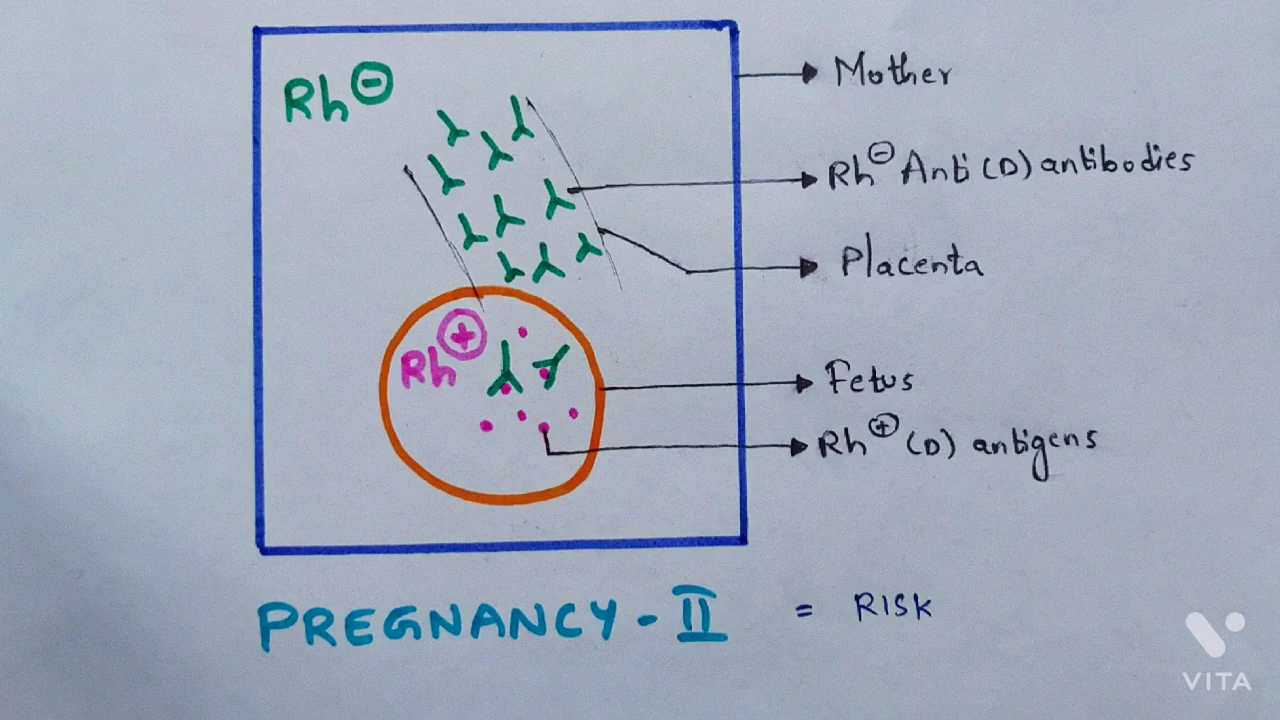 Rh⊖
Mother
Rh⊖ Anti (D) antibodies
Placenta
Rh⊕
Fetus
Rh⊕ (D) antigens
PREGNANCY - II = RISK
VITA